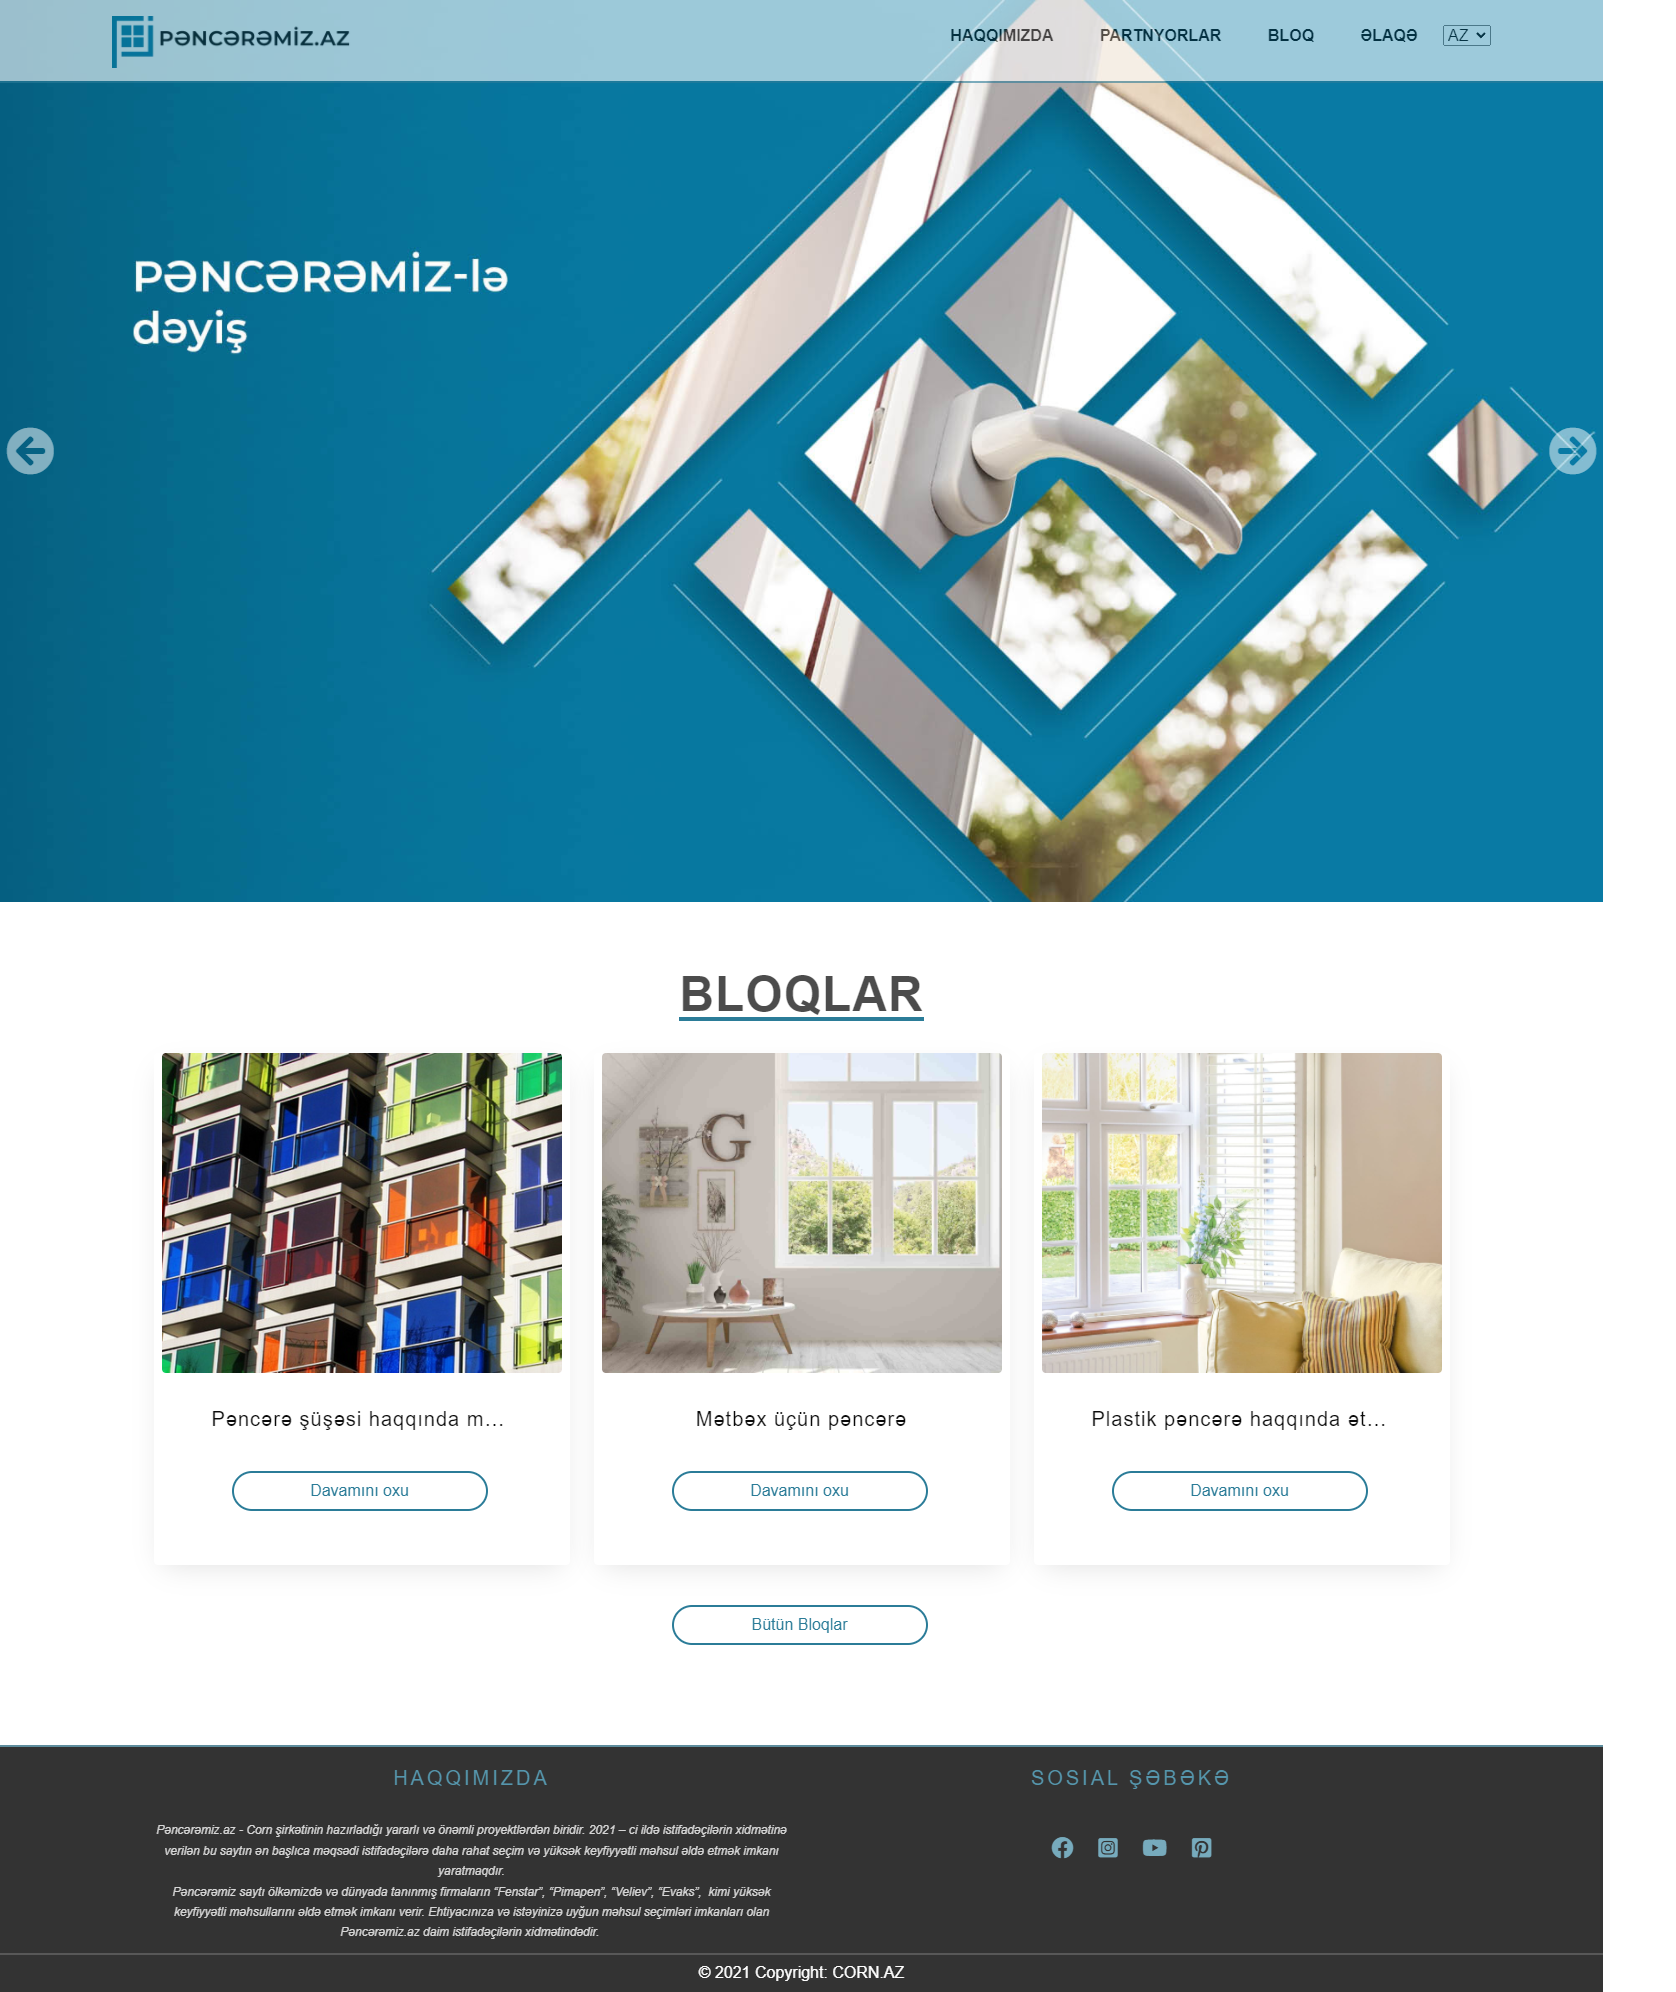 PƏNCƏRƏMİZ.AZ
HAQQIMIZDA PARTNYORLAR BLOQ ƏLAQƏ AZ
PƏNCƏRƏMİZ-lə
dəyiş
BLOQLAR
G
Pəncərə şüşəsi haqqında m...
Mətbəx üçün pəncərə
Plastik pəncərə haqqında ət...
Davamını oxu
Davamını oxu
Davamını oxu
Bütün Bloqlar
HAQQIMIZDA
Pəncərəmiz.az - Corn şirkətinin hazırladığı yararlı və önəmli proyektlərdən biridir. 2021 – ci ildə istifadəçilərin xidmətinə
verilən bu saytın ən başlıca məqsədi istifadəçilərə daha rahat seçim və yüksək keyfiyyətli məhsul əldə etmək imkanı
yaratmaqdır.
Pəncərəmiz saytı ölkəmizdə və dünyada tanınmış firmaların “Fenstar”, “Pimapen”, “Veliev”, “Evaks”,  kimi yüksək
keyfiyyətli məhsullarını əldə etmək imkanı verir. Ehtiyacınıza və istəyinizə uyğun məhsul seçimləri imkanları olan
Pəncərəmiz.az daim istifadəçilərin xidmətindədir.
SOSIAL ŞƏBƏKƏ
© 2021 Copyright: CORN.AZ